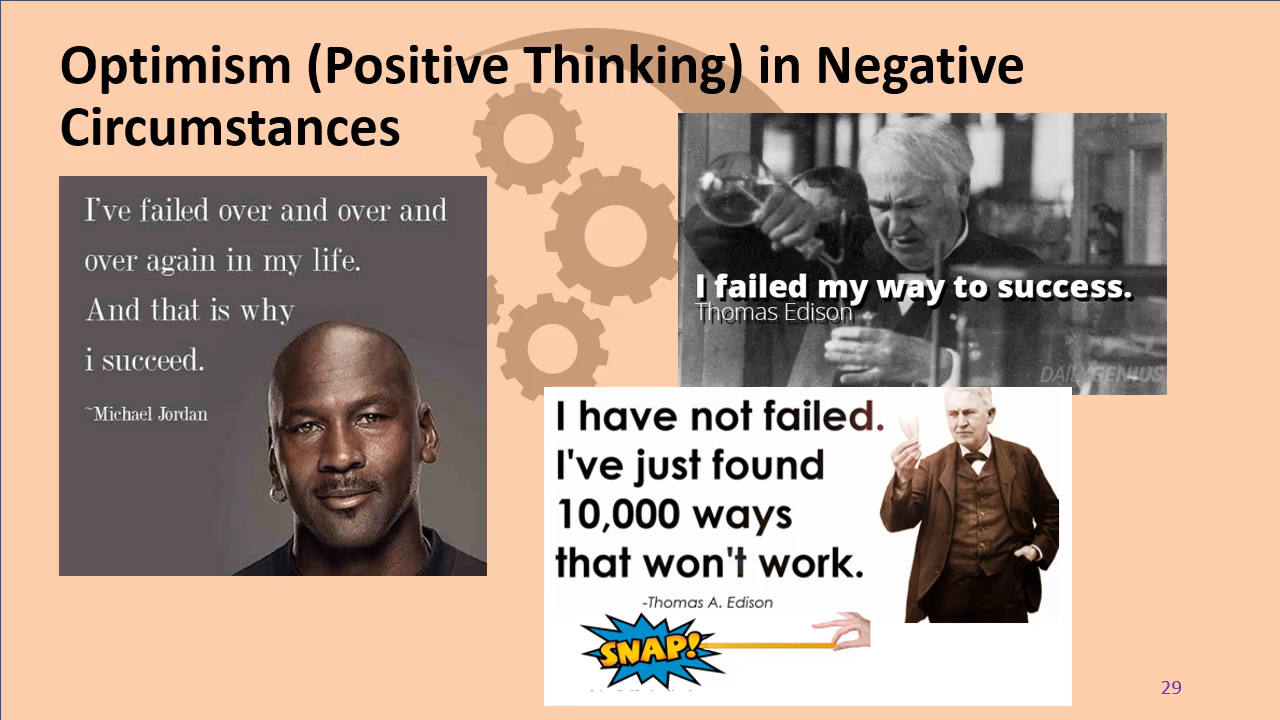 Optimism (Positive Thinking) in Negative
Circumstances
I've failed over and over and
over again in my life.
And that is why
i succeed.
~Michael Jordan
I failed my way to success.
Thomas Edison
DAILYGENIUS
I have not failed.
I've just found
10,000 ways
that won't work.
-Thomas A. Edison
SNAP!
29